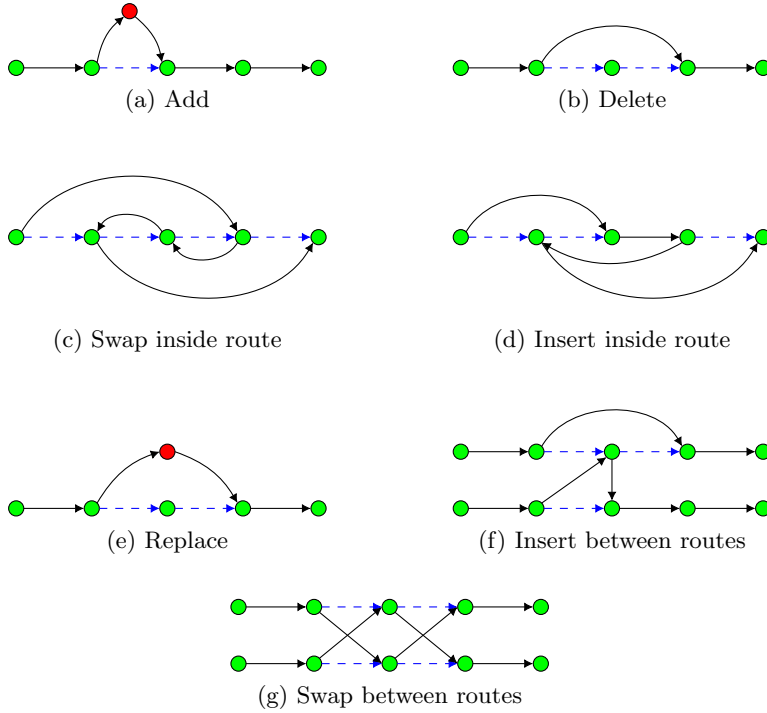 (a) Add
(b) Delete
(c) Swap inside route
(d) Insert inside route
(e) Replace
(f) Insert between routes
(g) Swap between routes